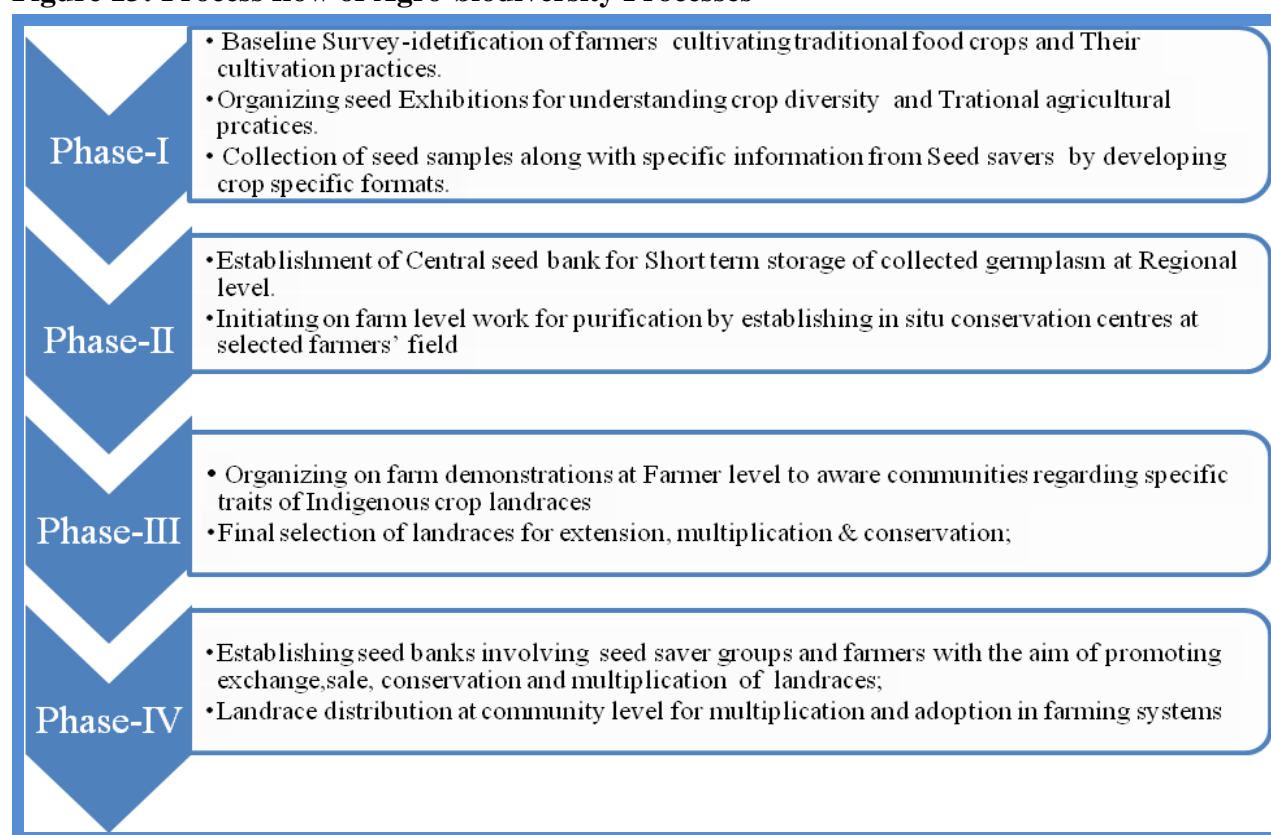 Process flow of Agro-biodiversity Processes
Phase-I
• Baseline Survey-idetification of farmers cultivating traditional food crops and Their
cultivation practices.
•Organizing seed Exhibitions for understanding crop diversity and Trational agricultural
prcatices.
• Collection of seed samples along with specific information from Seed savers by developing
crop specific formats.
Phase-II
•Establishment of Central seed bank for Short term storage of collected germplasm at Regional
level.
•Initiating on farm level work for purification by establishing in situ conservation centres at
selected farmers’ field
Phase-III
• Organizing on farm demonstrations at Farmer level to aware communities regarding specific
traits of Indigenous crop landraces
•Final selection of landraces for extension, multiplication & conservation;
Phase-IV
•Establishing seed banks involving seed saver groups and farmers with the aim of promoting
exchange,sale, conservation and multiplication of landraces;
•Landrace distribution at community level for multiplication and adoption in farming systems